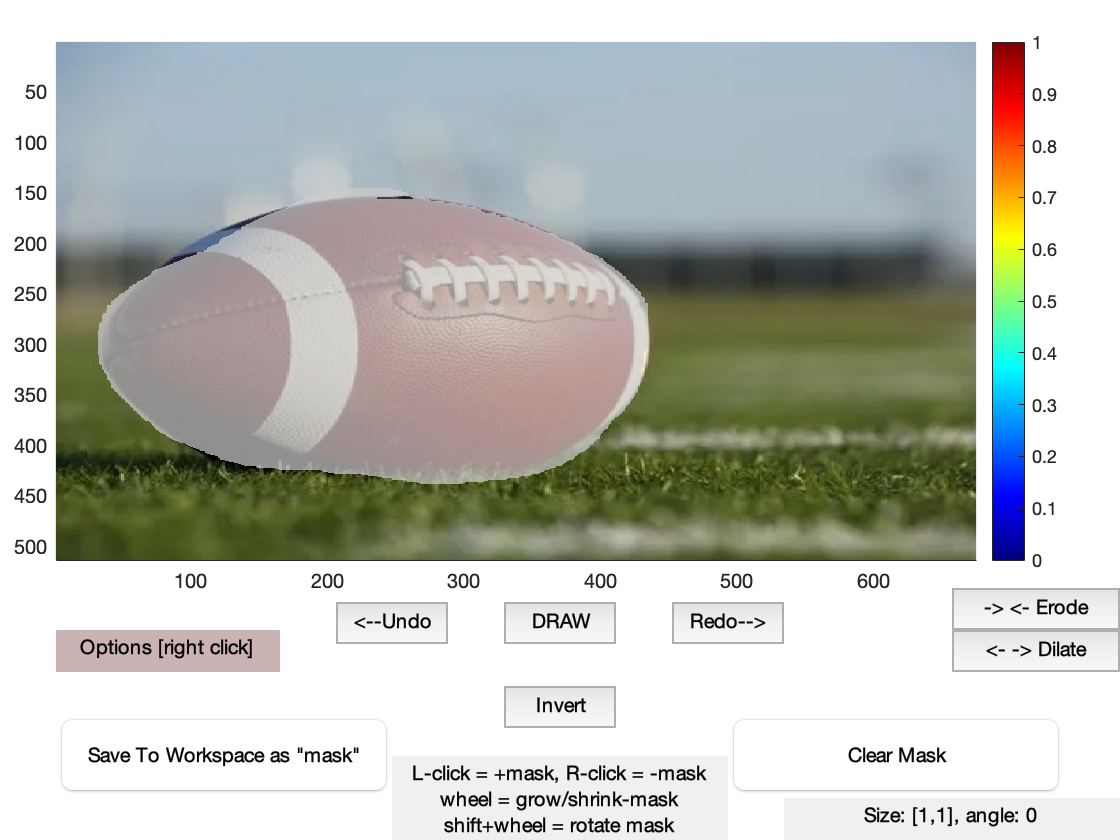 50
100
150
200
250
300
350
400
450
500
100
200
300
400
500
600
1
0.9
0.8
0.7
0.6
0.5
0.4
0.3
0.2
0.1
0
-> <- Erode
<--Undo
DRAW
Redo-->
Options [right click]
<- -> Dilate
Invert
Save To Workspace as "mask"
Clear Mask
L-click = +mask, R-click = -mask
wheel = grow/shrink-mask
shift+wheel = rotate mask
Size: [1,1], angle: 0